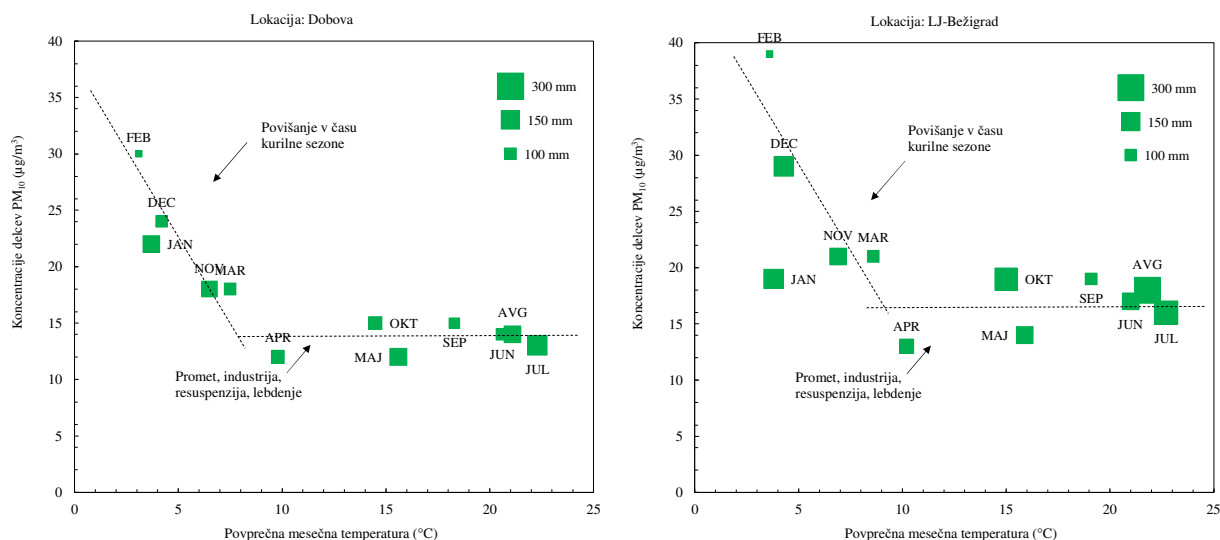 Lokacija: Dobova
Koncentracije delcev PM10 (µg/m³)
40
35
30
25
20
15
10
5
0
300 mm
150 mm
100 mm
Povišanje v času
kurilne sezone
FEB
DEC
JAN
NOV
MAR
APR
OKT
MAJ
SEP
AVG
JUN
JUL
Promet, industrija,
resuspenzija, lebdenje
0
5
10
15
20
25
Povprečna mesečna temperatura (°C)
Lokacija: LJ-Bežigrad
Koncentracije delcev PM10 (µg/m³)
40
35
30
25
20
15
10
5
0
FEB
300 mm
150 mm
100 mm
Povišanje v času
kurilne sezone
DEC
NOV
MAR
JAN
OKT
SEP
AVG
APR
MAJ
JUN
JUL
Promet, industrija,
resuspenzija, lebdenje
0
5
10
15
20
25
Povprečna mesečna temperatura (°C)